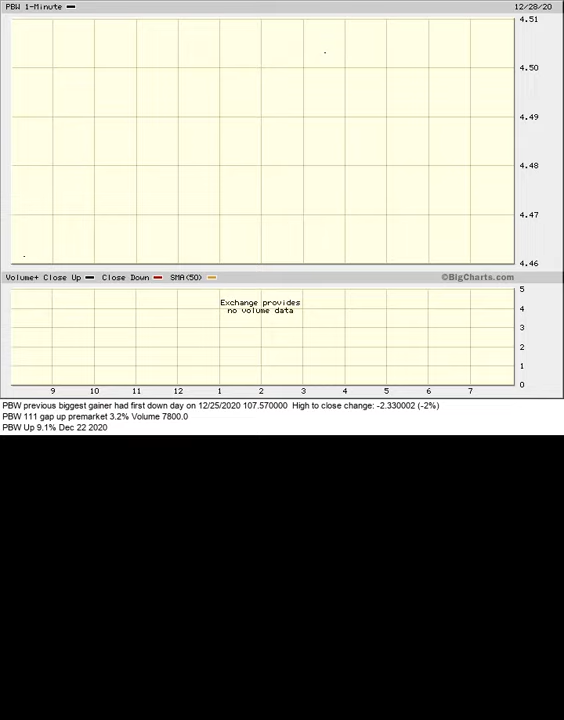 PBW 1-Minute 12/28/20
4.51
4.50
4.49
4.48
4.47
4.46
Volume+ Close Up Close Down SMA(50) ©BigCharts.com
5
Exchange provides
no volume data
4
3
2
1
0
9 10 11 12 1 2 3 4 5 6 7
PBW previous biggest gainer had first down day on 12/25/2020 107.570000 High to close change: -2.330002 (-2%)
PBW 111 gap up premarket 3.2% Volume 7800.0
PBW Up 9.1% Dec 22 2020